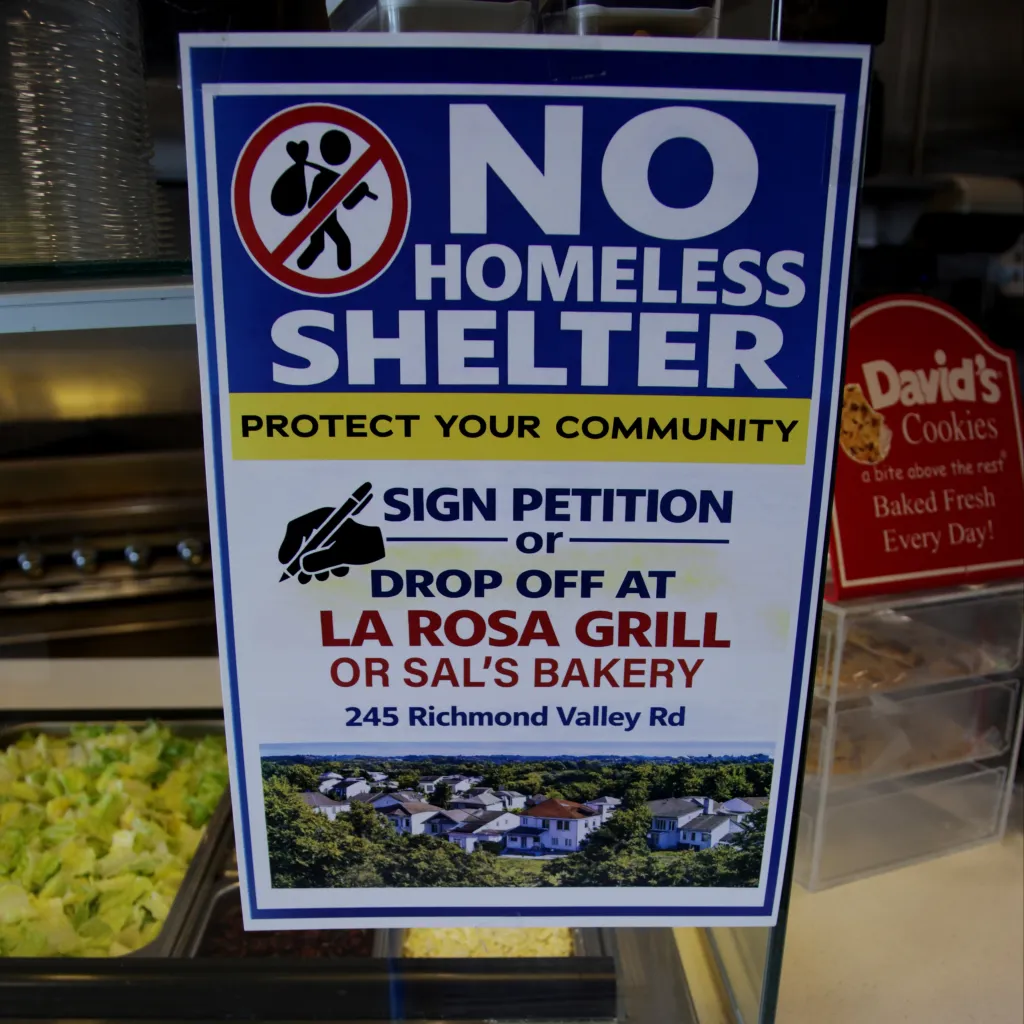 NO
HOMELESS
SHELTER
PROTECT YOUR COMMUNITY
SIGN PETITION
or
DROP OFF AT
LA ROSA GRILL
OR SAL'S BAKERY
245 Richmond Valley Rd
David's
Cookies
a bite above the rest®
Baked Fresh
Every Day!